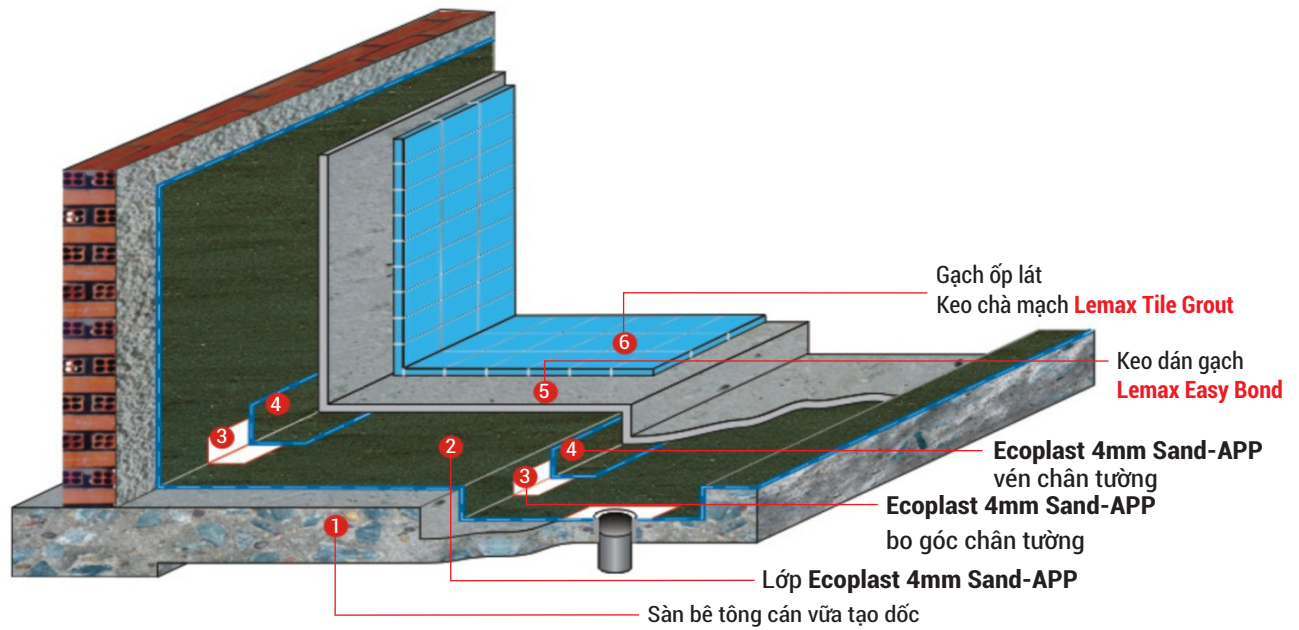 Gạch ốp lát
Keo chà mạch Lemax Tile Grout
6
Keo dán gạch
Lemax Easy Bond
5
4
3
2
4
3
Ecoplast 4mm Sand-APP
vén chân tường
Ecoplast 4mm Sand-APP
bo góc chân tường
1
Lớp Ecoplast 4mm Sand-APP
Sàn bê tông cán vữa tạo dốc